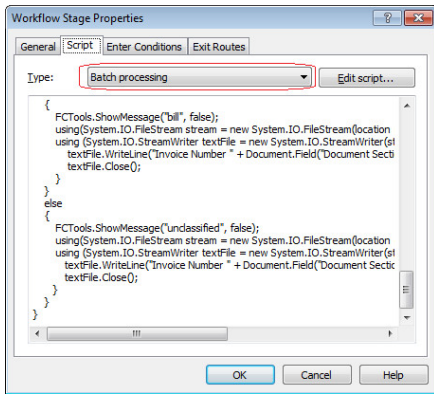 Workflow Stage Properties
General Script Enter Conditions Exit Routes
Type: Batch processing Edit script...
{
FCTools.ShowMessage("bill", false);
using(System.IO.FileStream stream = new System.IO.FileStream(location
using (System.IO.StreamWriter textFile = new System.IO.StreamWriter(st
textFile.WriteLine("Invoice Number " + Document.Field("Document Secti
textFile.Close();
}
}
else
{
FCTools.ShowMessage("unclassified", false);
using(System.IO.FileStream stream = new System.IO.FileStream(location
using (System.IO.StreamWriter textFile = new System.IO.StreamWriter(st
textFile.WriteLine("Invoice Number " + Document.Field("Document Sectic
textFile.Close();
}
}
}
OK Cancel Help